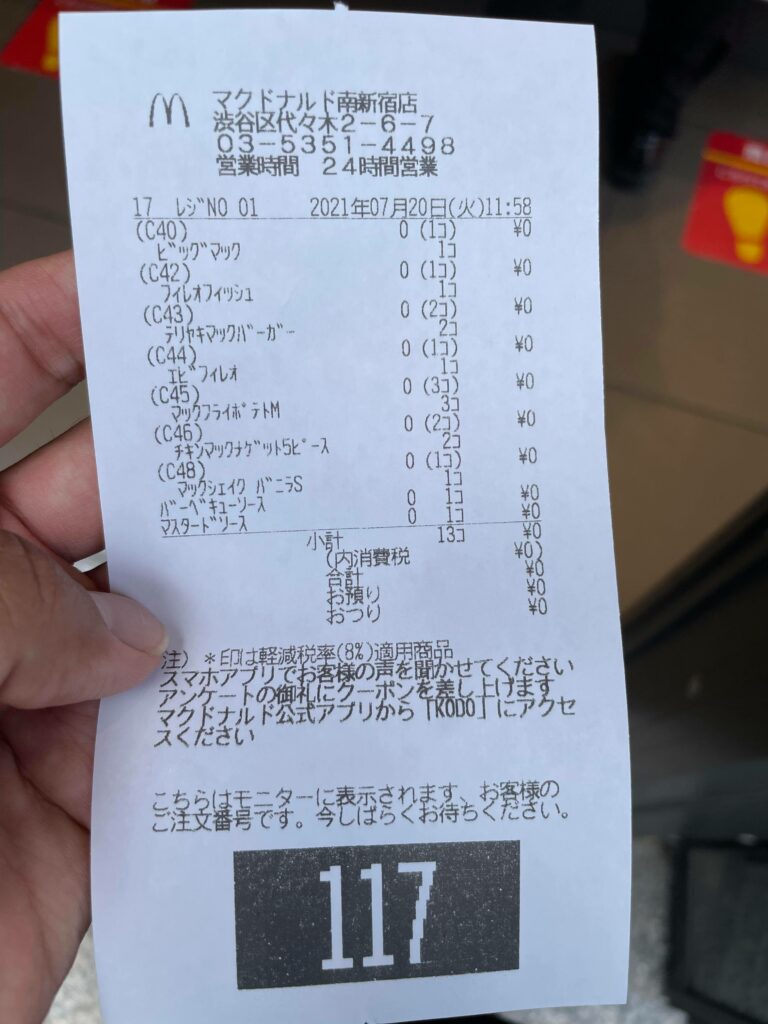 マクドナルド南新宿店
渋谷区代々木2-6-7
03-5351-4498
営業時間 24時間営業
17 ﾚｼﾞNO 01 2021年07月20日(火)11:58
(C40) 0 (1コ) ¥0
ﾋﾞｯｸﾞﾏｯｸ 1コ
(C42) 0 (1コ) ¥0
ﾌｨﾚｵﾌｨｯｼｭ 1コ
(C43) 0 (2コ) ¥0
ﾃﾘﾔｷﾏｯｸﾊﾞｰｶﾞｰ 2コ
(C44) 0 (1コ) ¥0
ｴﾋﾞﾌｨﾚｵ 1コ
(C45) 0 (3コ) ¥0
ﾏｯｸﾌﾗｲﾎﾟﾃﾄM 3コ
(C46) 0 (2コ) ¥0
ﾁｷﾝﾏｯｸﾅｹﾞｯﾄ5ﾋﾟｰｽ 2コ
(C48) 0 (1コ) ¥0
ﾏｯｸｼｪｲｸ ﾊﾞﾆﾗS 1コ
ﾊﾞｰﾍﾞｷｭｰｿｰｽ 0 1コ ¥0
ﾏｽﾀｰﾄﾞｿｰｽ 0 1コ ¥0
小計 13コ ¥0
(内消費税 ¥0)
合計 ¥0
お預り ¥0
おつり ¥0
注) *印は軽減税率(8%)適用商品
スマホアプリでお客様の声を聞かせてください
アンケートの御礼にクーポンを差し上げます
マクドナルド公式アプリから「KODO」にアクセ
スください
こちらはモニターに表示されます、お客様の
ご注文番号です。今しばらくお待ちください。
117